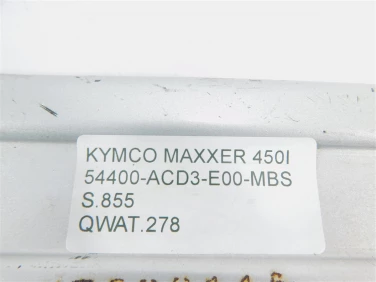 KYMCO MAXXER 450I
54400-ACD3-E00-MBS
S.855
QWAT.278